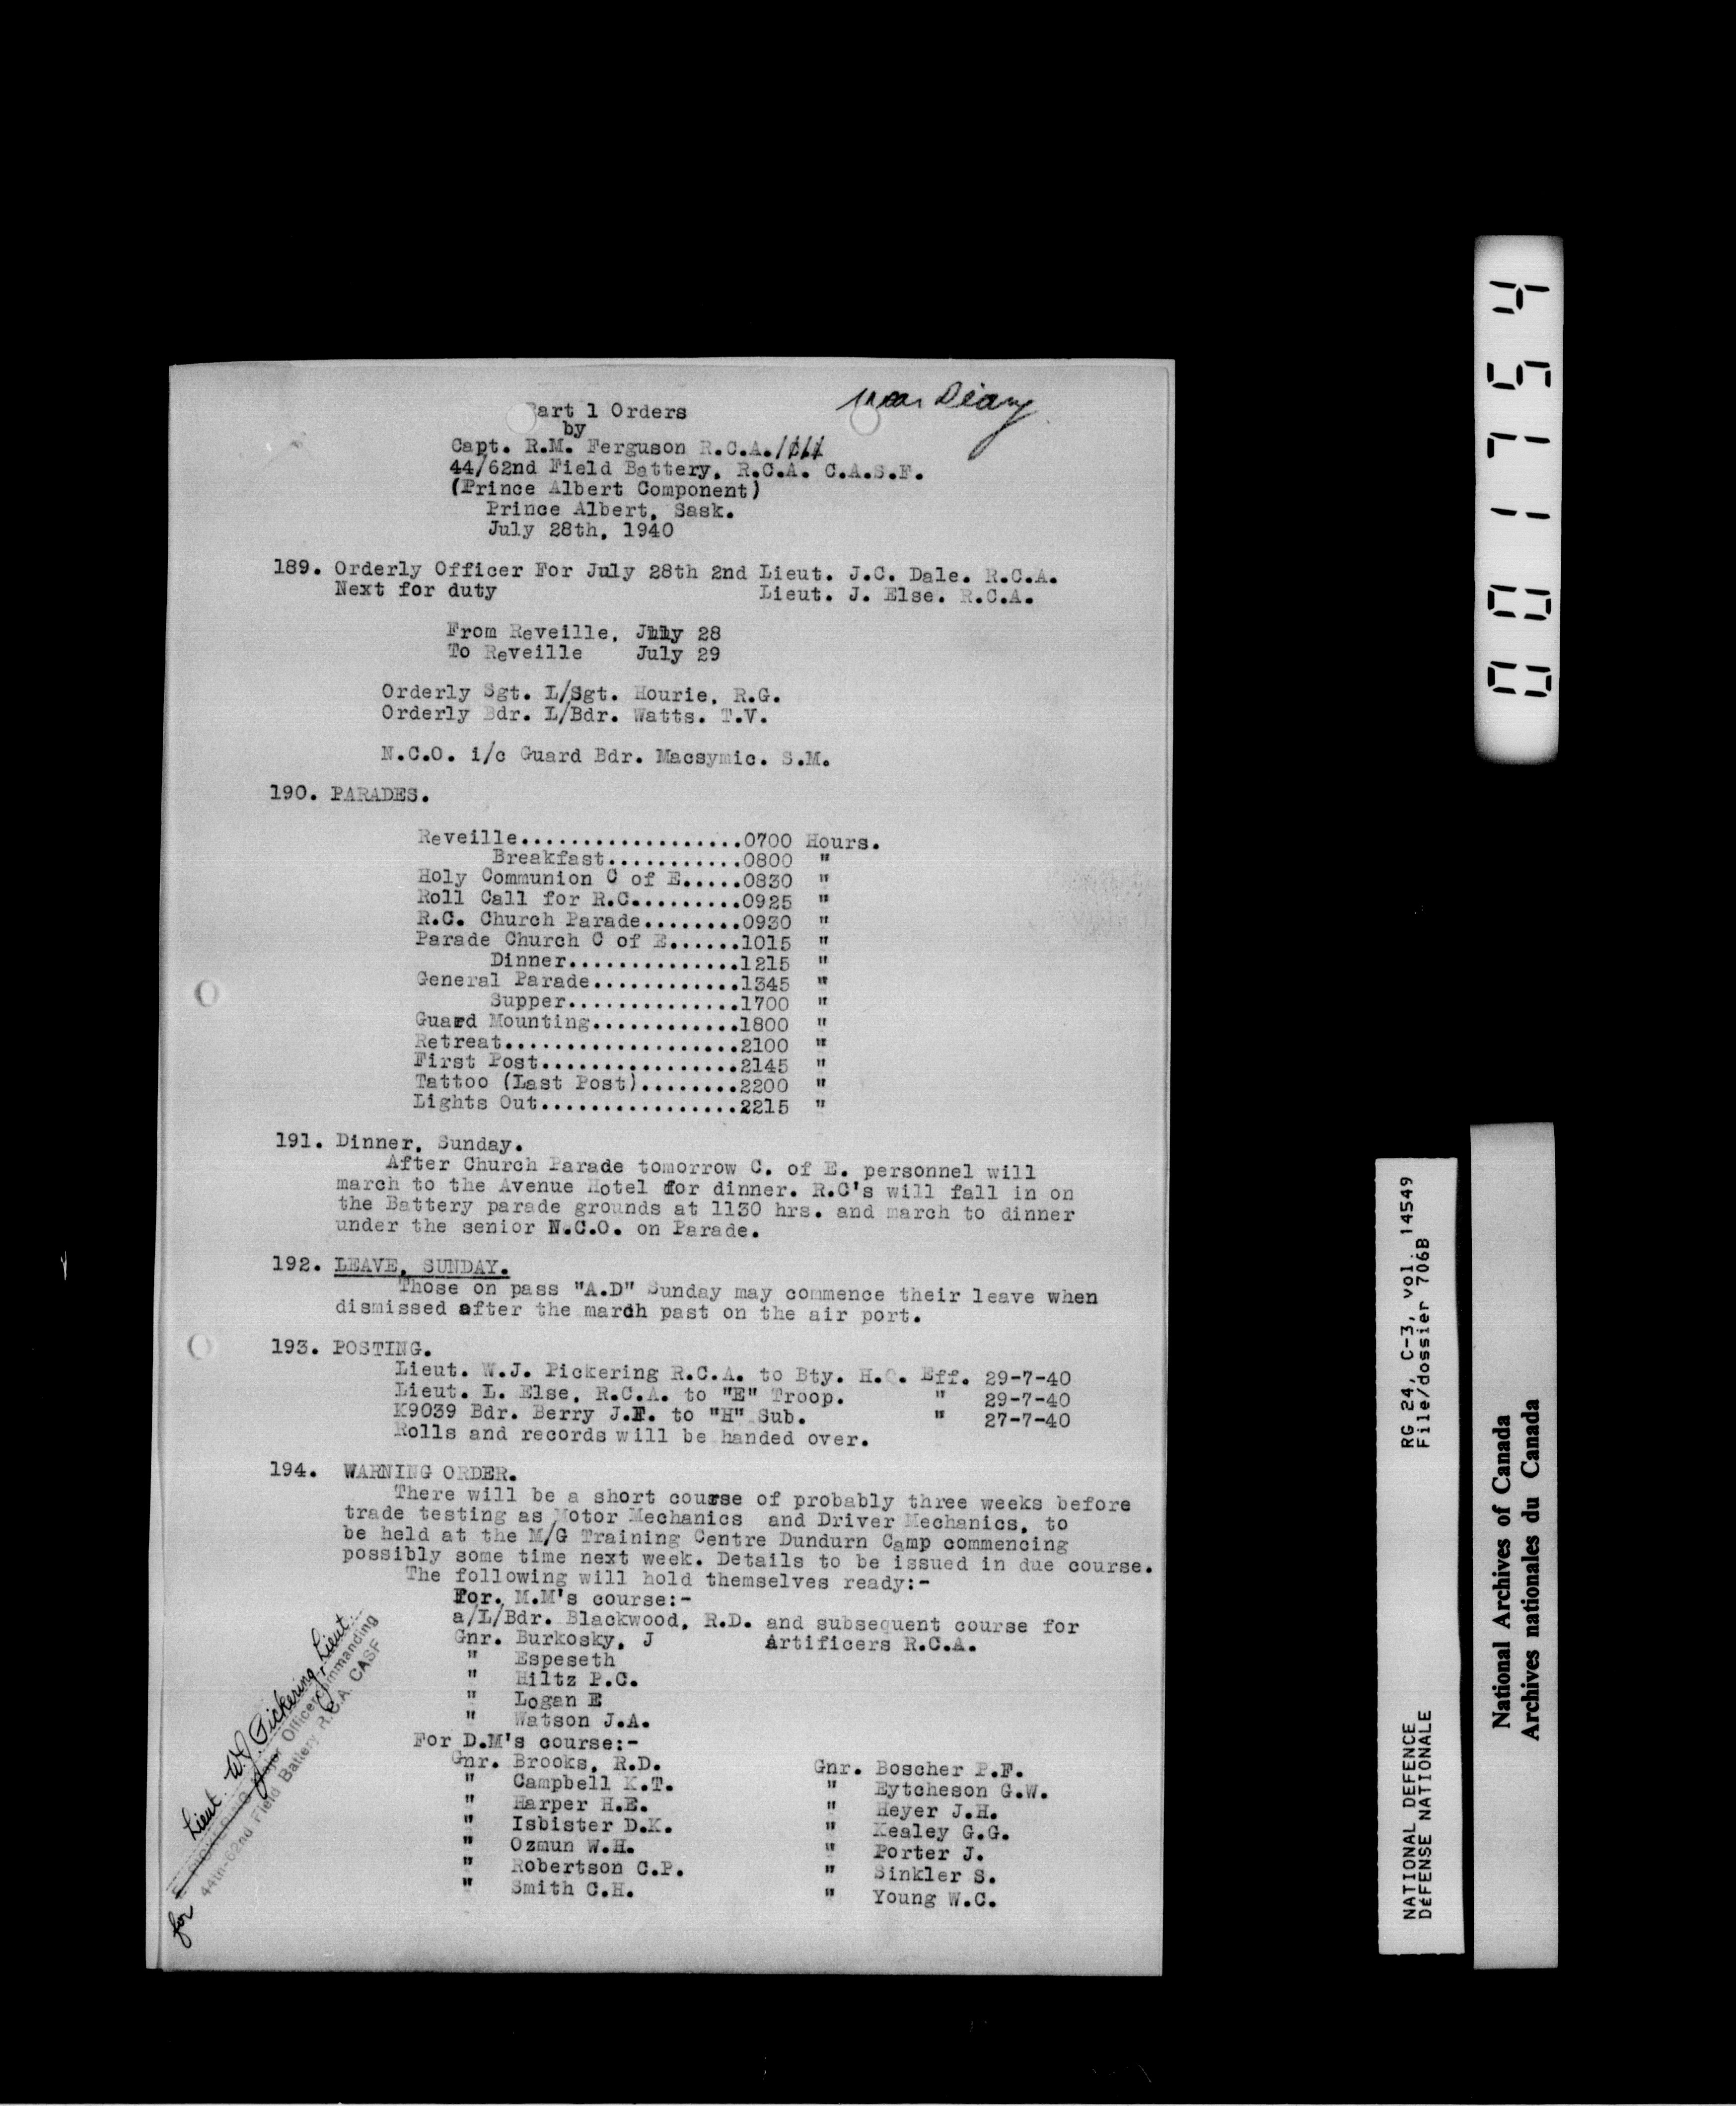 War Diary
Part 1 Orders
by
Capt. R.M. Ferguson R.C.A.
44/62nd Field Battery, R.C.A. C.A.S.F.
(Prince Albert Component)
Prince Albert, Sask.
July 28th, 1940
189. Orderly Officer For July 28th 2nd Lieut. J.C. Dale. R.C.A.
Next for duty Lieut. J. Else. R.C.A.
From Reveille, July 28
To Reveille July 29
Orderly Sgt. L/Sgt. Hourie, R.G.
Orderly Bdr. L/Bdr. Watts. T.V.
N.C.O. i/c Guard Bdr. Macsymic. S.M.
190. PARADES.
Reveille..................0700 Hours.
Breakfast...........0800 "
Holy Communion C of E.....0830 "
Roll Call for R.C.........0925 "
R.C. Church Parade........0930 "
Parade Church C of E......1015 "
Dinner..............1215 "
General Parade............1345 "
Supper..............1700 "
Guard Mounting............1800 "
Retreat...................2100 "
First Post................2145 "
Tattoo (Last Post)........2200 "
Lights Out................2215 "
191. Dinner, Sunday.
After Church Parade tomorrow C. of E. personnel will
march to the Avenue Hotel for dinner. R.C's will fall in on
the Battery parade grounds at 1130 hrs. and march to dinner
under the senior N.C.O. on Parade.
192. LEAVE, SUNDAY.
Those on pass "A.D" Sunday may commence their leave when
dismissed after the march past on the air port.
193. POSTING.
Lieut. W.J. Pickering R.C.A. to Bty. H.Q. Eff. 29-7-40
Lieut. L. Else, R.C.A. to "E" Troop. " 29-7-40
K9039 Bdr. Berry J.F. to "H" Sub. " 27-7-40
Rolls and records will be handed over.
194. WARNING ORDER.
There will be a short course of probably three weeks before
trade testing as Motor Mechanics and Driver Mechanics, to
be held at the M/G Training Centre Dundurn Camp commencing
possibly some time next week. Details to be issued in due course.
The following will hold themselves ready:-
For. M.M's course:-
a/L/Bdr. Blackwood, R.D. and subsequent course for
Gnr. Burkosky, J Artificers R.C.A.
" Espeseth
" Hiltz P.C.
" Logan E
" Watson J.A.
For D.M's course:-
Gnr. Brooks, R.D. Gnr. Boscher P.F.
" Campbell K.T. " Eytcheson G.W.
" Harper H.E. " Heyer J.H.
" Isbister D.K. " Kealey G.G.
" Ozmun W.H. " Porter J.
" Robertson C.P. " Sinkler S.
" Smith C.H. " Young W.C.
Lieut. W.J. Pickering, Lieut.
for Major Officer Commanding
44th-62nd Field Battery R.C.A. CASF
001754
RG 24, C-3, vol. 14549
File/dossier 706B
NATIONAL DEFENCE
DÉFENSE NATIONALE
National Archives of Canada
Archives nationales du Canada